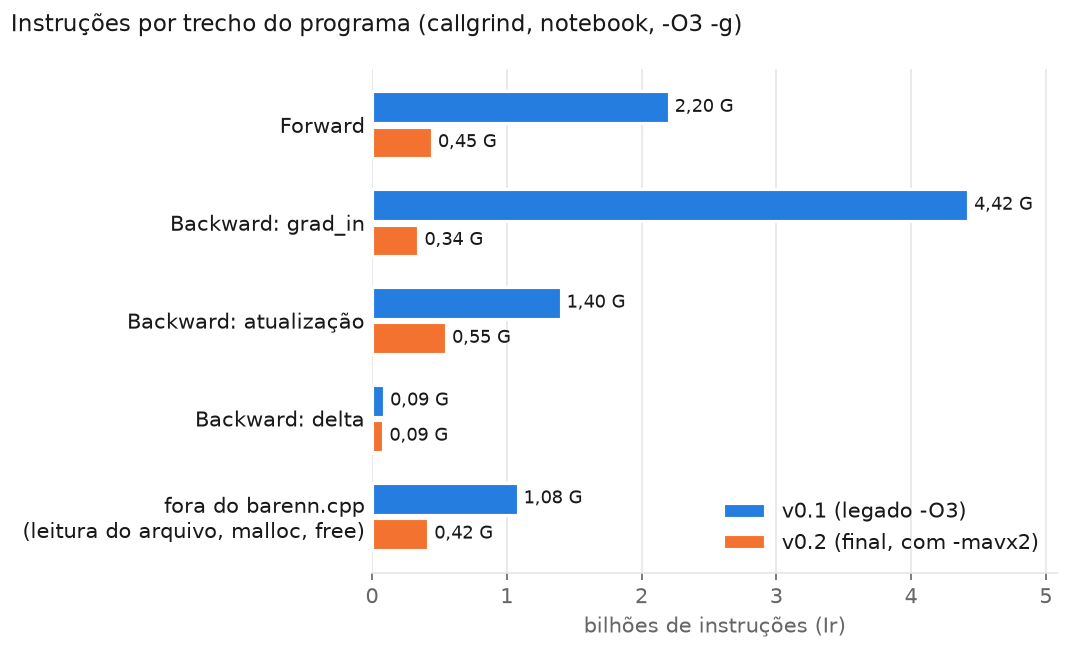 Instruções por trecho do programa (callgrind, notebook, -O3 -g)
Forward
2,20 G
0,45 G
Backward: grad_in
4,42 G
0,34 G
Backward: atualização
1,40 G
0,55 G
Backward: delta
0,09 G
0,09 G
fora do barenn.cpp
(leitura do arquivo, malloc, free)
1,08 G
0,42 G
v0.1 (legado -O3)
v0.2 (final, com -mavx2)
0 1 2 3 4 5
bilhões de instruções (Ir)